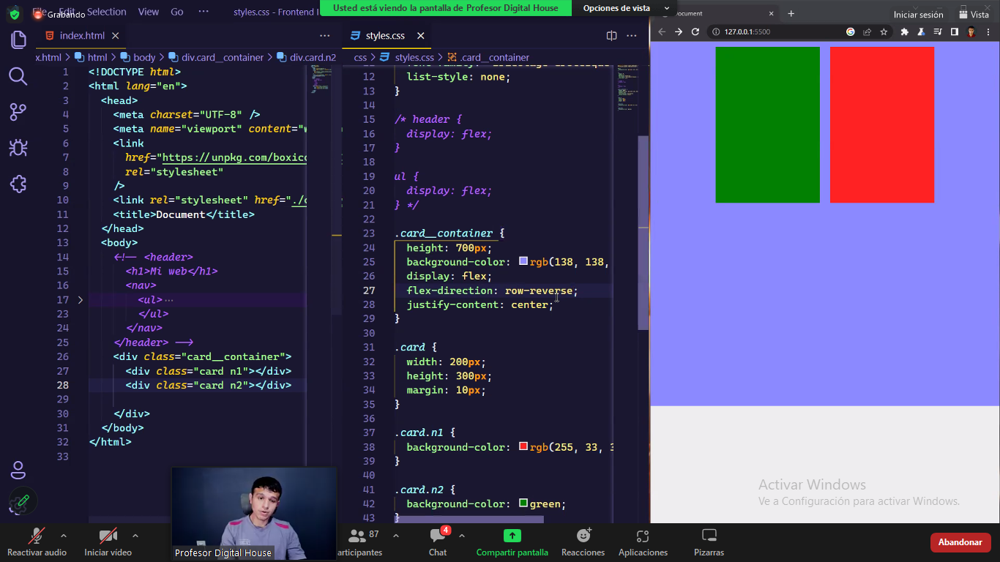 File Edit Selection View Go ··· styles.css - Frontend I
Grabando
Usted está viendo la pantalla de Profesor Digital House
Opciones de vista
Document
Iniciar sesión
Vista
index.html
styles.css
127.0.0.1:5500
x.html > html > body > div.card__container > div.card.n2
css > styles.css > .card__container
1 <!DOCTYPE html>
2 <html lang="en">
3 <head>
4 <meta charset="UTF-8" />
5 <meta name="viewport" content="w
6 <link
7 href="https://unpkg.com/boxico
8 rel="stylesheet"
9 />
10 <link rel="stylesheet" href="./c
11 <title>Document</title>
12 </head>
13 <body>
14 <!-- <header>
15 <h1>Mi web</h1>
16 <nav>
17 <ul> ···
23 </ul>
24 </nav>
25 </header> -->
26 <div class="card__container">
27 <div class="card n1"></div>
28 <div class="card n2"></div>
29
30 </div>
31 </body>
32 </html>
33
12 list-style: none;
13 }
14
15 /* header {
16 display: flex;
17 }
18
19 ul {
20 display: flex;
21 } */
22
23 .card__container {
24 height: 700px;
25 background-color: rgb(138, 138,
26 display: flex;
27 flex-direction: row-reverse;
28 justify-content: center;
29 }
30
31 .card {
32 width: 200px;
33 height: 300px;
34 margin: 10px;
35 }
36
37 .card.n1 {
38 background-color: rgb(255, 33, 3
39 }
40
41 .card.n2 {
42 background-color: green;
43 }
Activar Windows
Ve a Configuración para activar Windows.
Profesor Digital House
Reactivar audio
Iniciar vídeo
articipantes
87
Chat
4
Compartir pantalla
Reacciones
Aplicaciones
Pizarras
Abandonar